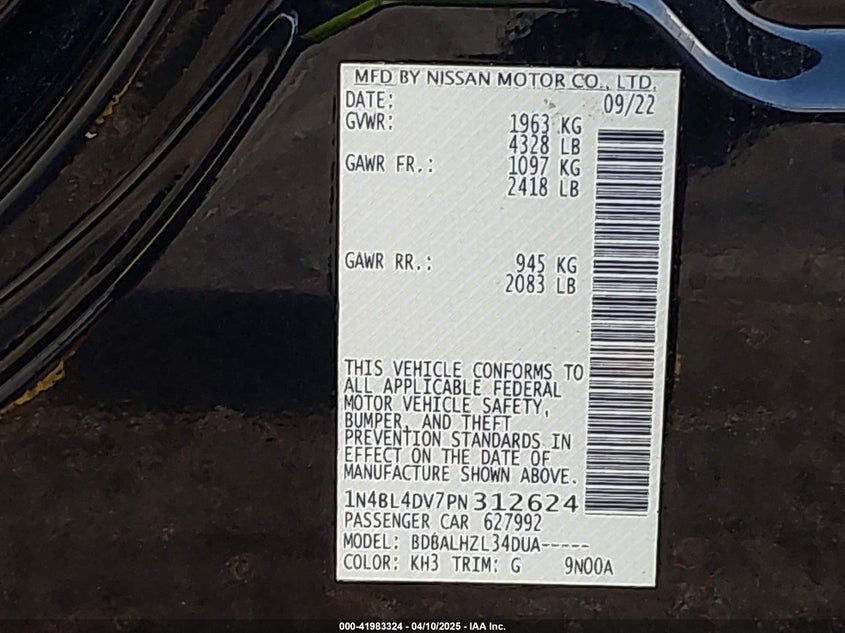 MFD BY NISSAN MOTOR CO., LTD.
DATE: 09/22
GVWR: 1963 KG
4328 LB
GAWR FR.: 1097 KG
2418 LB
GAWR RR.: 945 KG
2083 LB
THIS VEHICLE CONFORMS TO
ALL APPLICABLE FEDERAL
MOTOR VEHICLE SAFETY,
BUMPER, AND THEFT
PREVENTION STANDARDS IN
EFFECT ON THE DATE OF
MANUFACTURE SHOWN ABOVE.
1N4BL4DV7PN312624
PASSENGER CAR 627992
MODEL: BDBALHZL34DUA-----
COLOR: KH3 TRIM: G 9N00A
000-41983324 - 04/10/2025 - IAA Inc.